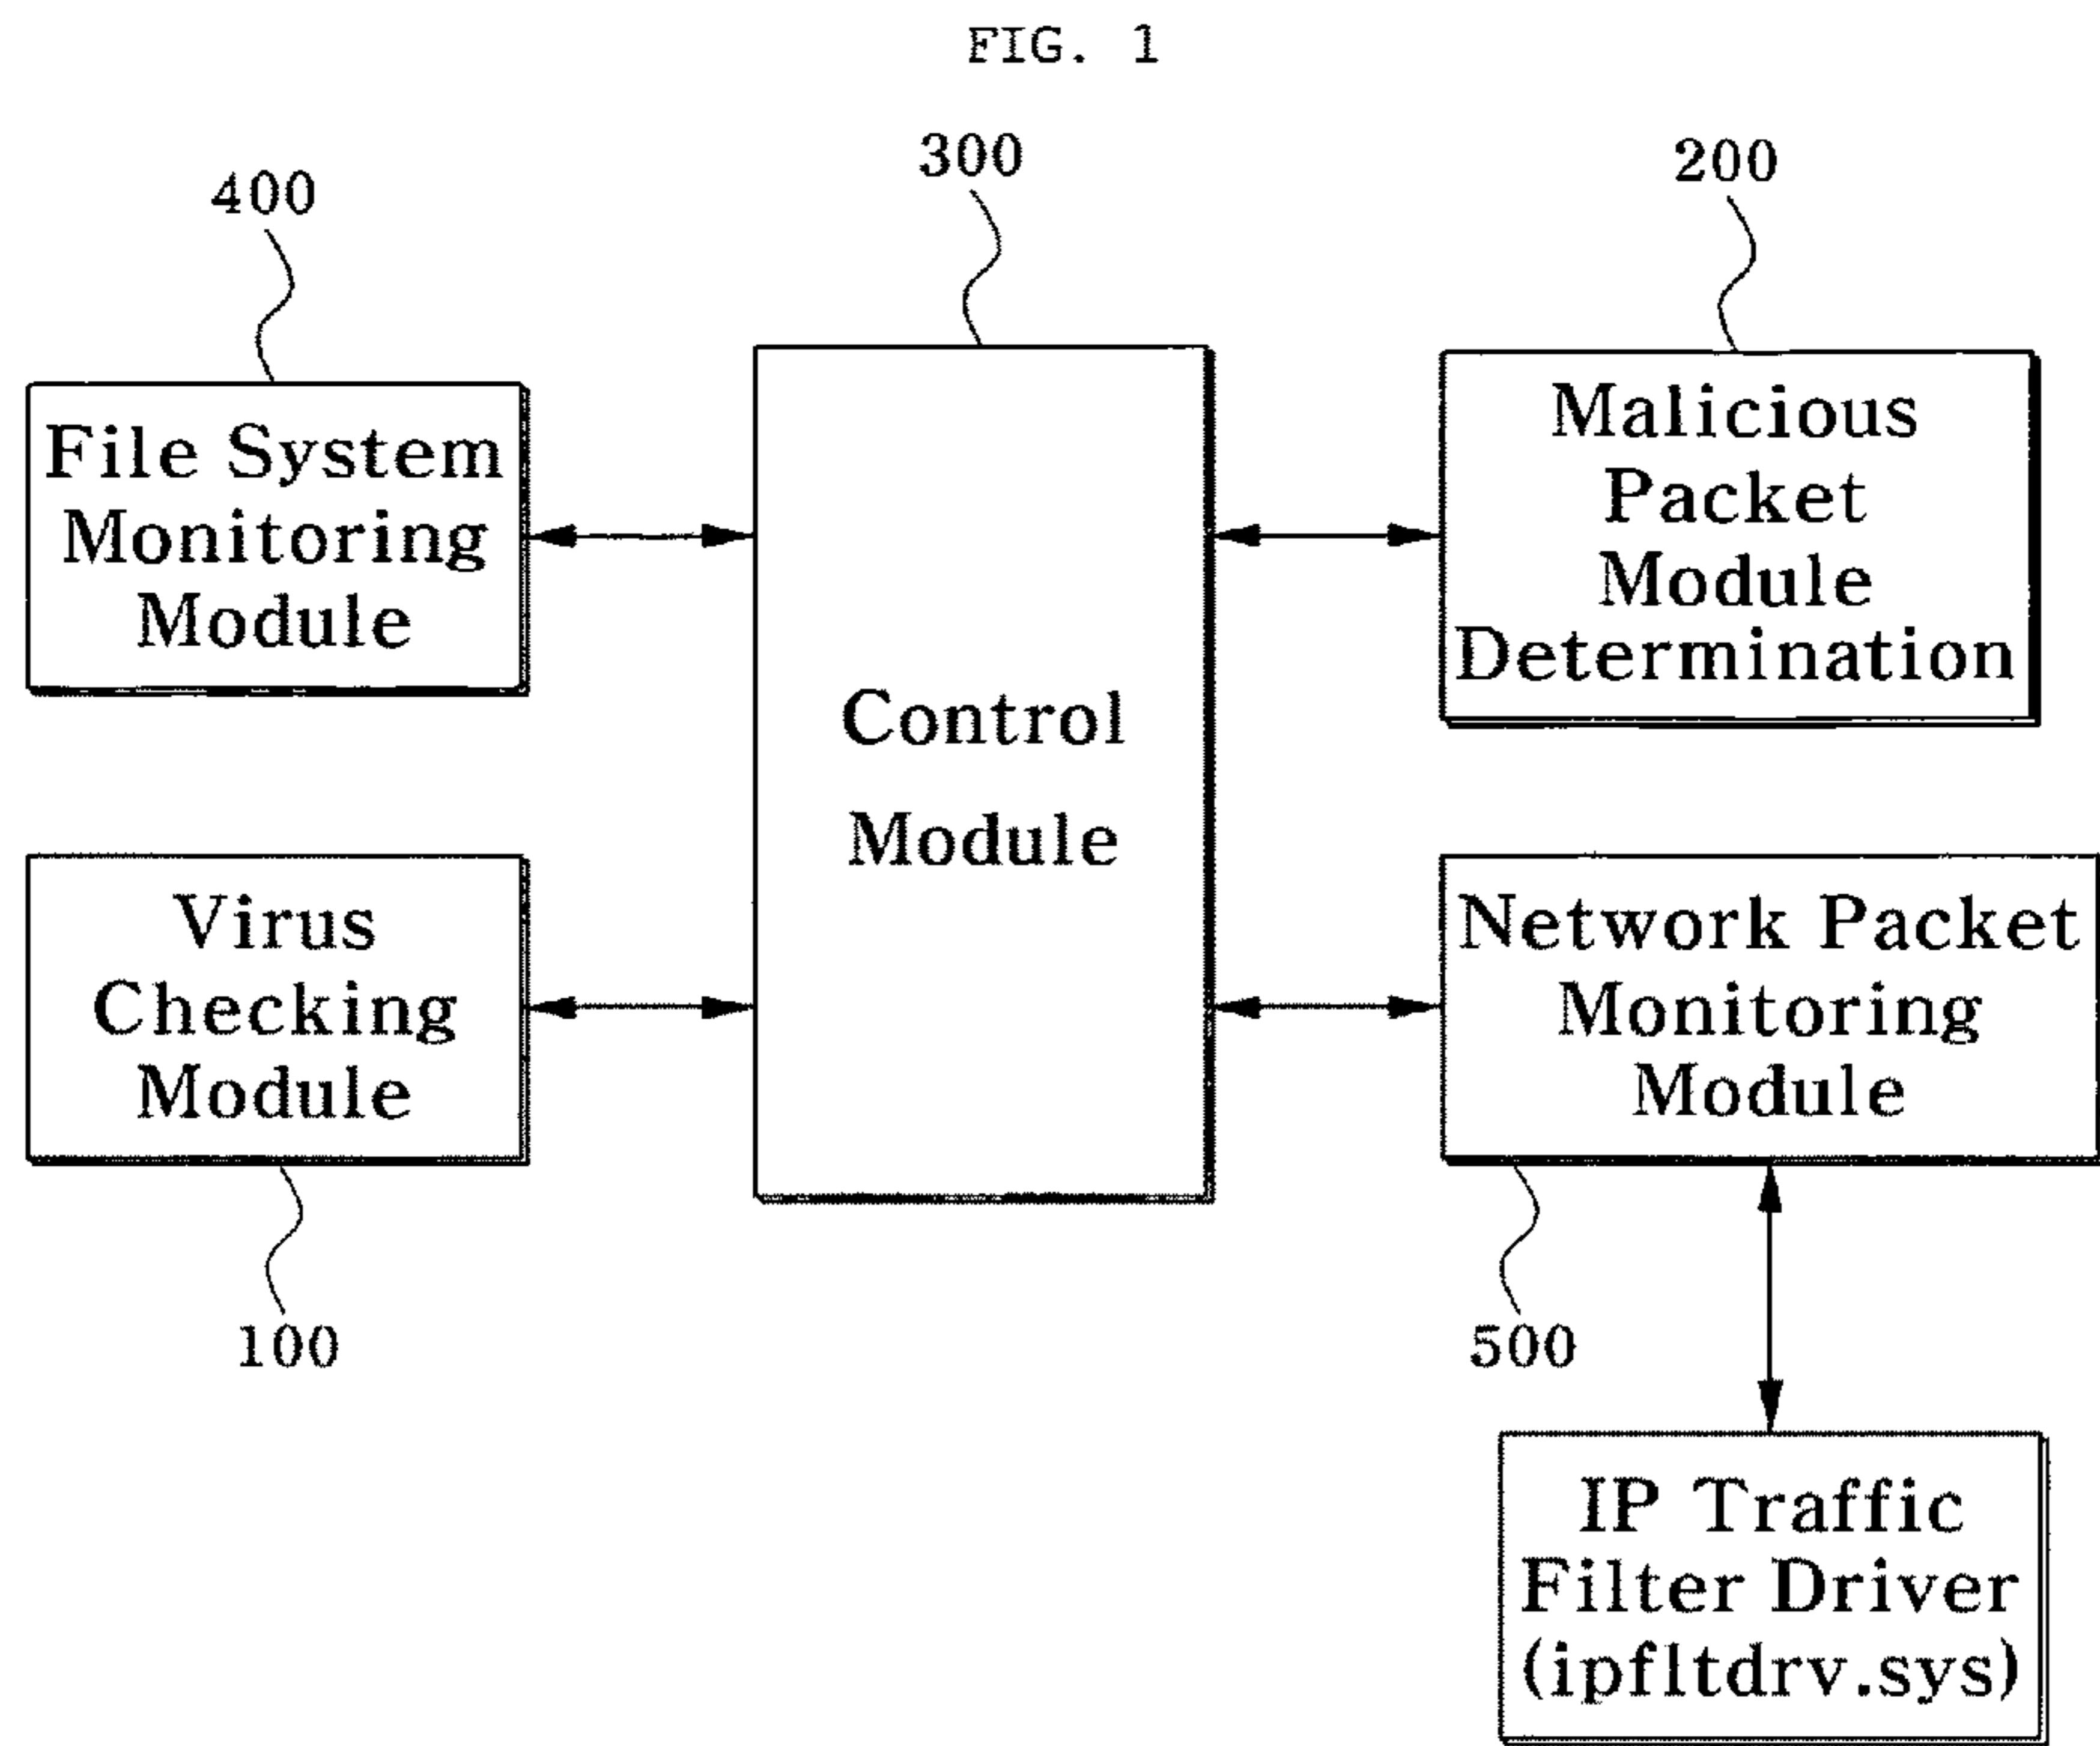 FIG. 1
400
300
200
File System
Monitoring
Module
Control
Module
Malicious
Packet
Module
Determination
Virus
Checking
Module
Network Packet
Monitoring
Module
100
500
IP Traffic
Filter Driver
(ipfltdrv.sys)